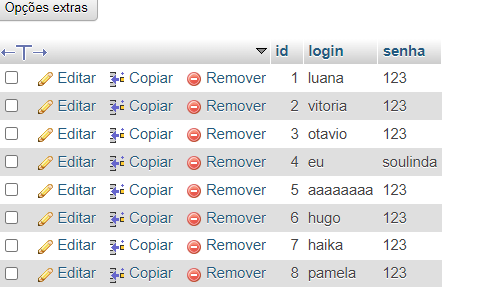 Opções extras
←T→ id login senha
Editar Copiar Remover 1 luana 123
Editar Copiar Remover 2 vitoria 123
Editar Copiar Remover 3 otavio 123
Editar Copiar Remover 4 eu soulinda
Editar Copiar Remover 5 aaaaaaaa 123
Editar Copiar Remover 6 hugo 123
Editar Copiar Remover 7 haika 123
Editar Copiar Remover 8 pamela 123